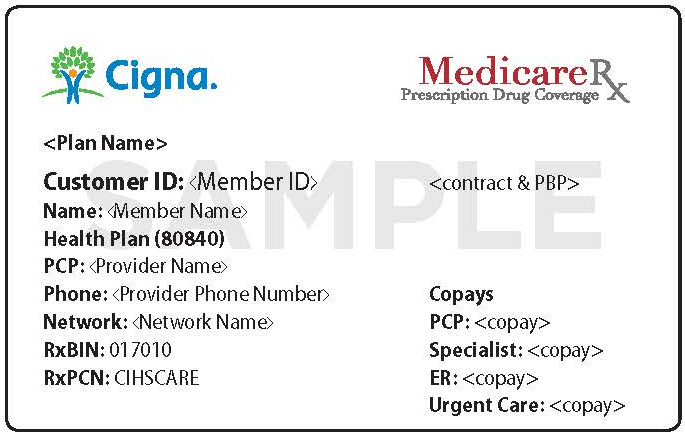 Cigna.
MedicareRx
Prescription Drug Coverage
<Plan Name>
SAMPLE
Customer ID: <Member ID>
<contract & PBP>
Name: <Member Name>
Health Plan (80840)
PCP: <Provider Name>
Phone: <Provider Phone Number>
Network: <Network Name>
RxBIN: 017010
RxPCN: CIHSCARE
Copays
PCP: <copay>
Specialist: <copay>
ER: <copay>
Urgent Care: <copay>